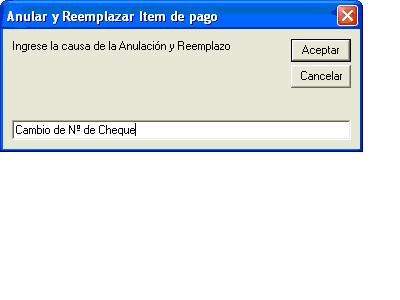 Anular y Reemplazar Item de pago
Ingrese la causa de la Anulación y Reemplazo
Aceptar
Cancelar
Cambio de Nº de Cheque